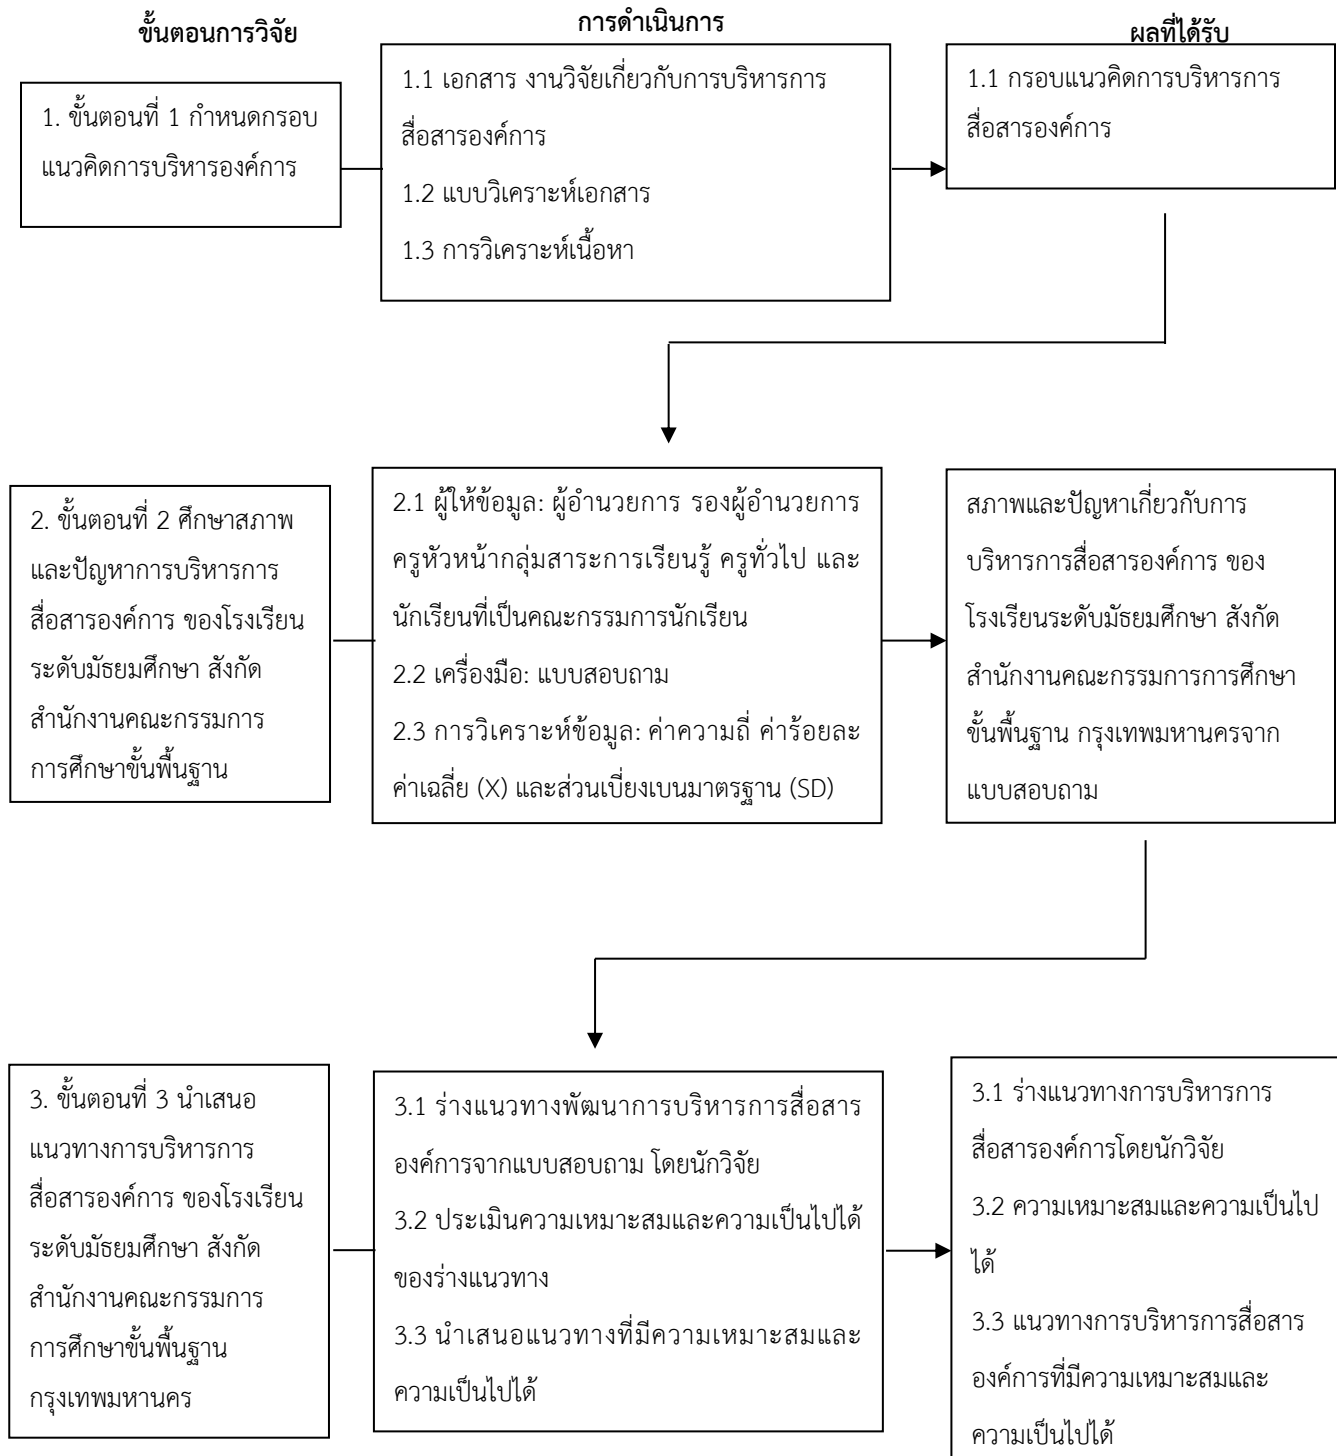 ขั้นตอนการวิจัย
การดำเนินการ
ผลที่ได้รับ
1. ขั้นตอนที่ 1 กำหนดกรอบ
แนวคิดการบริหารองค์การ
1.1 เอกสาร งานวิจัยเกี่ยวกับการบริหารการ
สื่อสารองค์การ
1.2 แบบวิเคราะห์เอกสาร
1.3 การวิเคราะห์เนื้อหา
1.1 กรอบแนวคิดการบริหารการ
สื่อสารองค์การ
2. ขั้นตอนที่ 2 ศึกษาสภาพ
และปัญหาการบริหารการ
สื่อสารองค์การ ของโรงเรียน
ระดับมัธยมศึกษา สังกัด
สำนักงานคณะกรรมการ
การศึกษาขั้นพื้นฐาน
2.1 ผู้ให้ข้อมูล: ผู้อำนวยการ รองผู้อำนวยการ
ครูหัวหน้ากลุ่มสาระการเรียนรู้ ครูทั่วไป และ
นักเรียนที่เป็นคณะกรรมการนักเรียน
2.2 เครื่องมือ: แบบสอบถาม
2.3 การวิเคราะห์ข้อมูล: ค่าความถี่ ค่าร้อยละ
ค่าเฉลี่ย (X) และส่วนเบี่ยงเบนมาตรฐาน (SD)
สภาพและปัญหาเกี่ยวกับการ
บริหารการสื่อสารองค์การ ของ
โรงเรียนระดับมัธยมศึกษา สังกัด
สำนักงานคณะกรรมการการศึกษา
ขั้นพื้นฐาน กรุงเทพมหานครจาก
แบบสอบถาม
3. ขั้นตอนที่ 3 นำเสนอ
แนวทางการบริหารการ
สื่อสารองค์การ ของโรงเรียน
ระดับมัธยมศึกษา สังกัด
สำนักงานคณะกรรมการ
การศึกษาขั้นพื้นฐาน
กรุงเทพมหานคร
3.1 ร่างแนวทางพัฒนาการบริหารการสื่อสาร
องค์การจากแบบสอบถาม โดยนักวิจัย
3.2 ประเมินความเหมาะสมและความเป็นไปได้
ของร่างแนวทาง
3.3 นำเสนอแนวทางที่มีความเหมาะสมและ
ความเป็นไปได้
3.1 ร่างแนวทางการบริหารการ
สื่อสารองค์การโดยนักวิจัย
3.2 ความเหมาะสมและความเป็นไป
ได้
3.3 แนวทางการบริหารการสื่อสาร
องค์การที่มีความเหมาะสมและ
ความเป็นไปได้